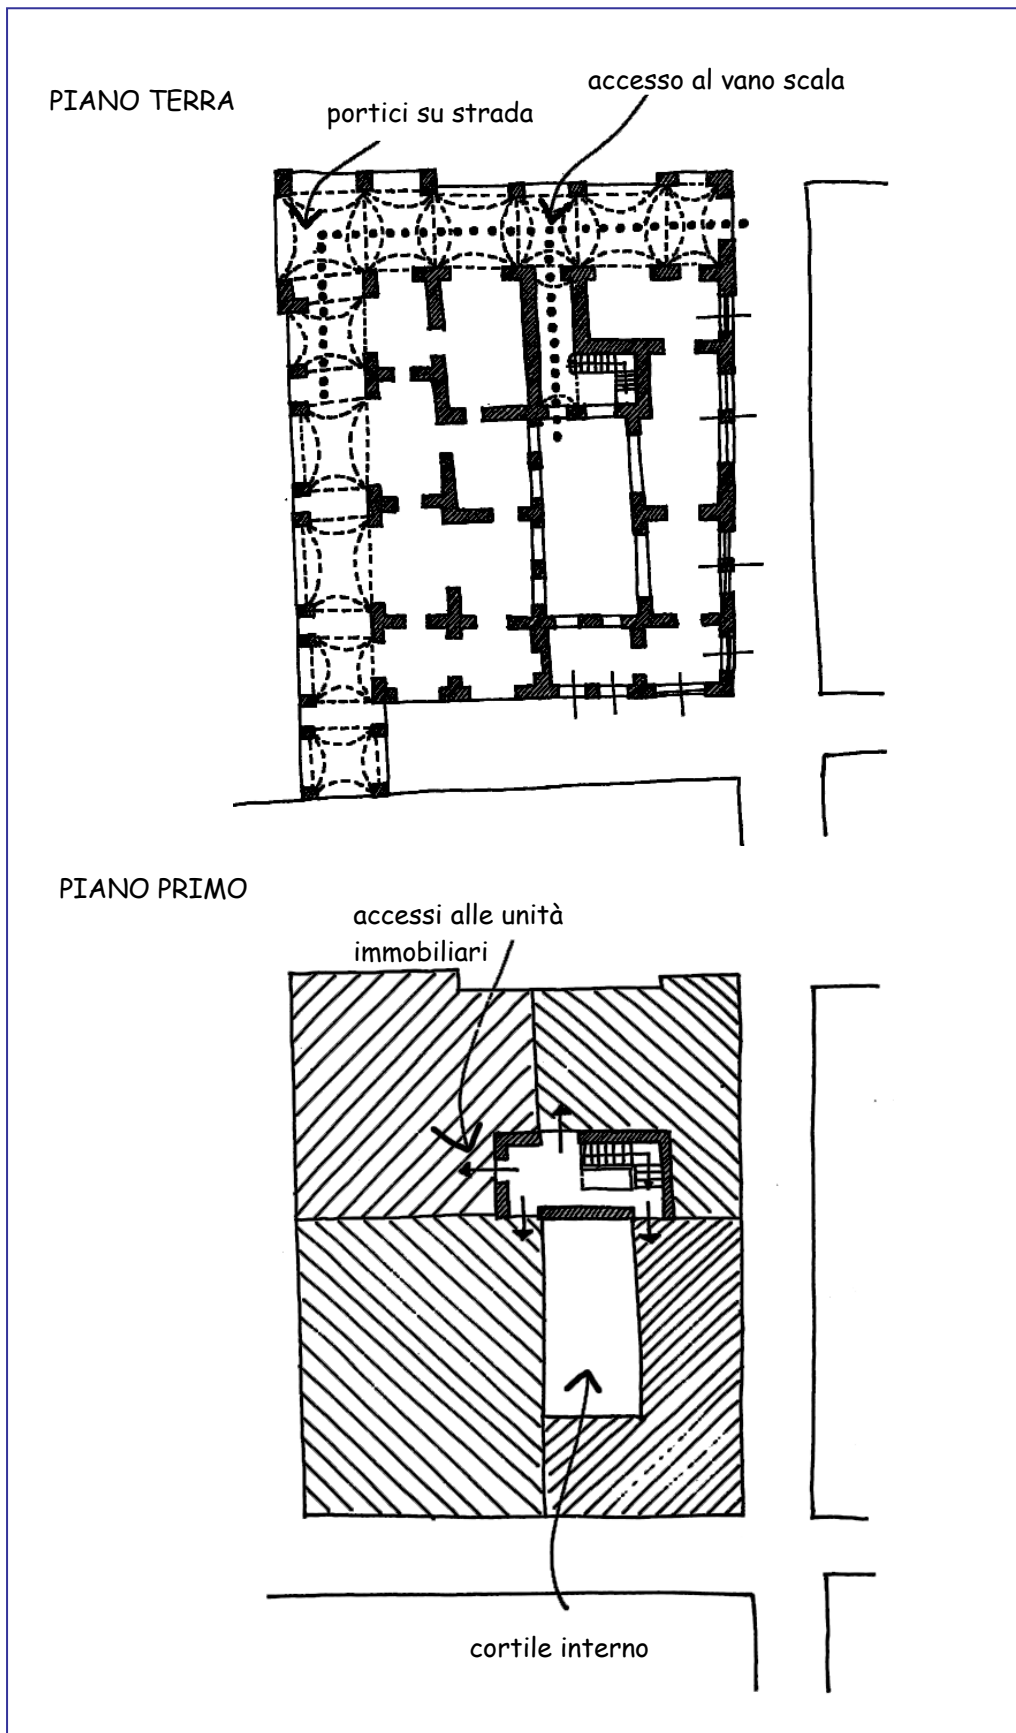 PIANO TERRA
accesso al vano scala
portici su strada
PIANO PRIMO
accessi alle unità
immobiliari
cortile interno